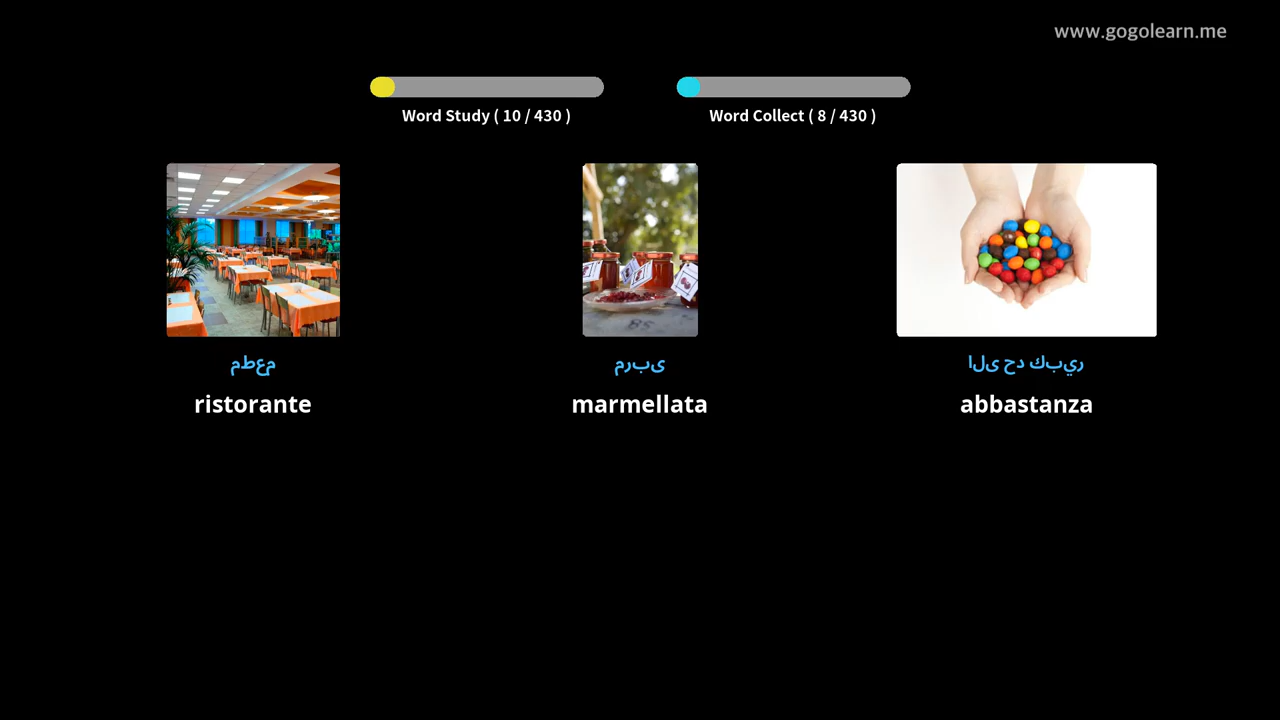 www.gogolearn.me
Word Study ( 10 / 430 )
Word Collect ( 8 / 430 )
مطعم
مربى
الى حد كبير
ristorante
marmellata
abbastanza